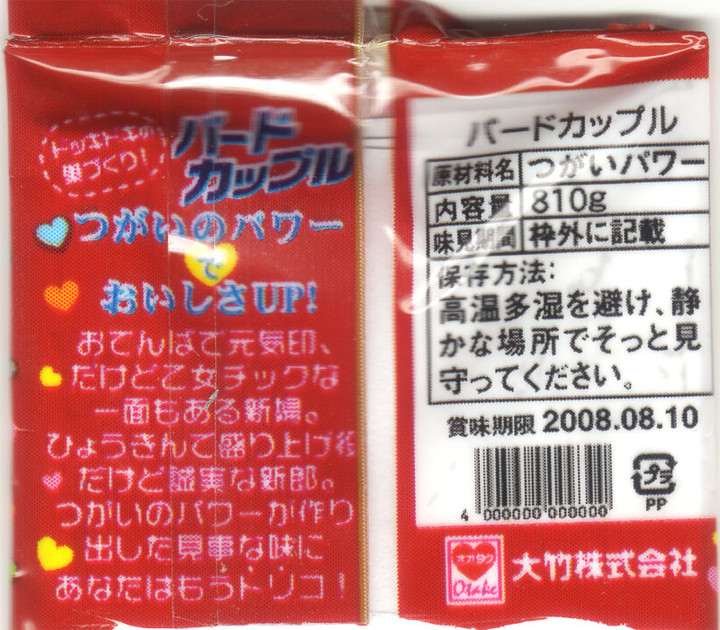 ドッキドキの
巣づくり!
バード
カップル
つがいのパワー
で
おいしさUP!
おてんばで元気印、
だけど乙女チックな
一面もある新婦。
ひょうきんで盛り上げ役
だけど誠実な新郎。
つがいのパワーが作り
出した見事な味に
あなたはもうトリコ!
バードカップル
原材料名 つがいパワー
内容量 810g
味見期間 枠外に記載
保存方法:
高温多湿を避け、静
かな場所でそっと見
守ってください。
賞味期限 2008.08.10
4 000000 000000
プラ
PP
オオタケ
Otake
大竹株式会社